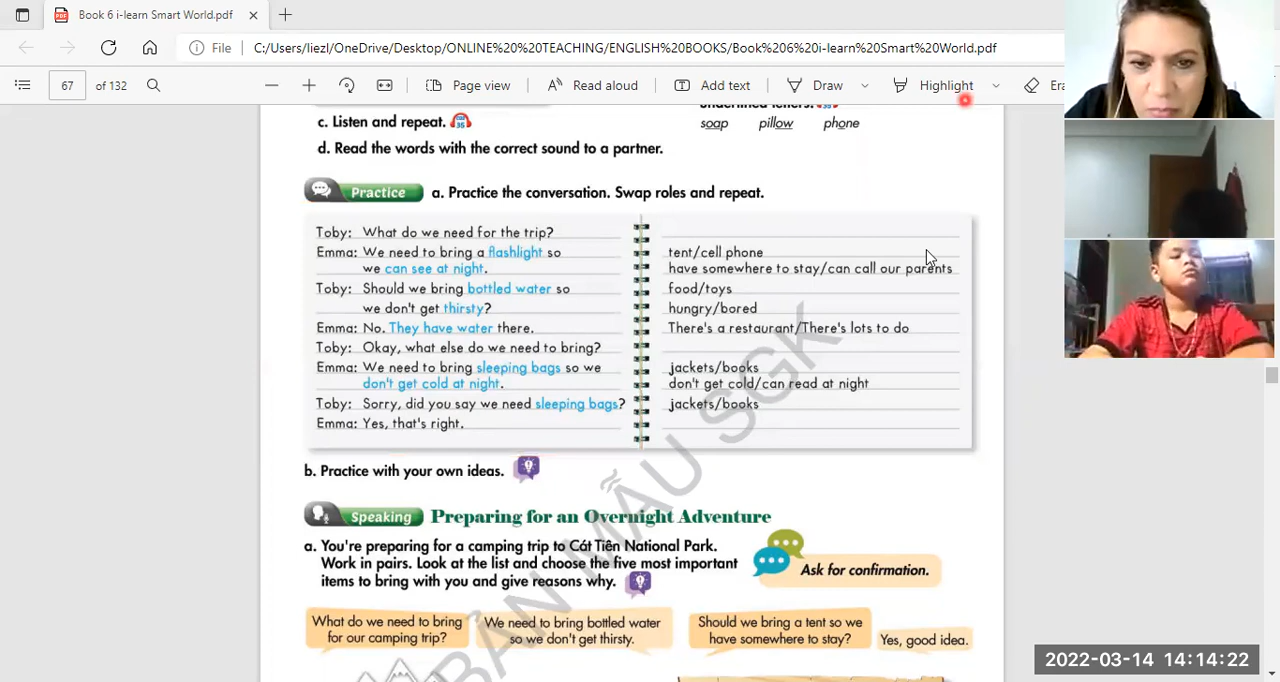 Book 6 i-learn Smart World.pdf
File
C:/Users/liezl/OneDrive/Desktop/ONLINE%20%20TEACHING/ENGLISH%20BOOKS/Book%206%20i-learn%20Smart%20World.pdf
67 of 132
Page view
Read aloud
Add text
Draw
Highlight
Era
underlined letters.
c. Listen and repeat.
soap pillow phone
d. Read the words with the correct sound to a partner.
Practice
a. Practice the conversation. Swap roles and repeat.
Toby: What do we need for the trip?
Emma: We need to bring a flashlight so
we can see at night.
Toby: Should we bring bottled water so
we don't get thirsty?
Emma: No. They have water there.
Toby: Okay, what else do we need to bring?
Emma: We need to bring sleeping bags so we
don't get cold at night.
Toby: Sorry, did you say we need sleeping bags?
Emma: Yes, that's right.
tent/cell phone
have somewhere to stay/can call our parents
food/toys
hungry/bored
There's a restaurant/There's lots to do
jackets/books
don't get cold/can read at night
jackets/books
b. Practice with your own ideas.
Speaking
Preparing for an Overnight Adventure
a. You're preparing for a camping trip to Cát Tiên National Park.
Work in pairs. Look at the list and choose the five most important
items to bring with you and give reasons why.
Ask for confirmation.
What do we need to bring
for our camping trip?
We need to bring bottled water
so we don't get thirsty.
Should we bring a tent so we
have somewhere to stay?
Yes, good idea.
BẢN MẪU SGK
2022-03-14 14:14:22